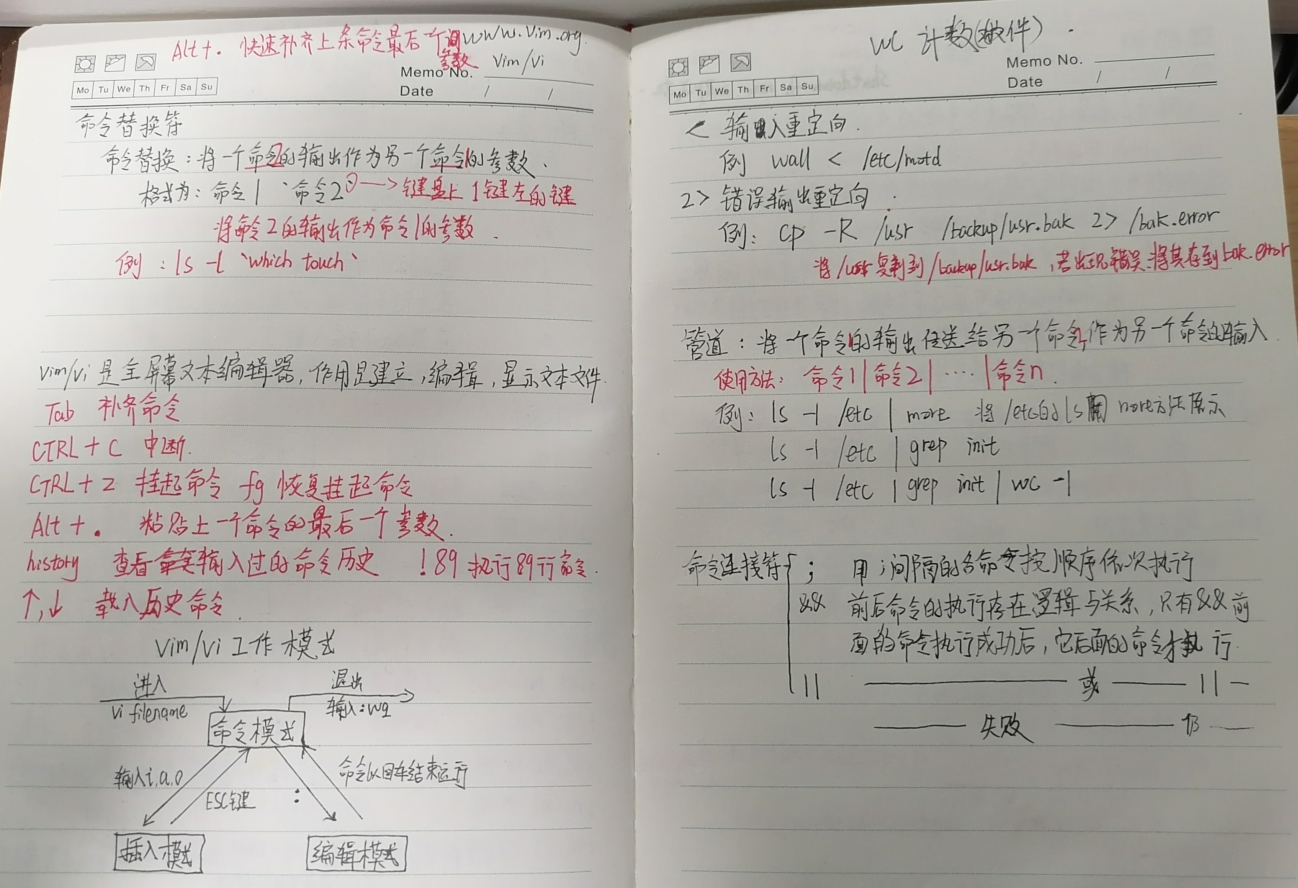 Alt+. 快速补齐上条命令最后一个
参数
www.vim.org.
Memo No. Vim/Vi
Mo Tu We Th Fr Sa Su
Date / /
命令替换符
命令替换：将一个命令2的输出作为另一个命令1的参数.
格式为：命令1 `命令2` —> 键盘上 1键左的键
将命令2的输出作为命令1的参数.
例：ls -l `which touch`
Vim/Vi是全屏幕文本编辑器,作用是建立,编辑,显示文本文件.
Tab 补齐命令
CTRL+C 中断.
CTRL+Z 挂起命令 fg 恢复挂起命令
Alt+. 粘贴上一个命令的最后一个参数.
history 查看输入过的命令历史 !89 执行89行命令.
↑,↓ 载入历史命令.
Vim/vi工作模式
进入 退出
vi filename 输入:wq
命令模式
输入i,a,o 命令以回车结束运行
ESC键 :
插入模式 编辑模式
WC 计数(软件).
Memo No.
Mo Tu We Th Fr Sa Su
Date / /
< 输入重定向.
例 wall < /etc/motd
2> 错误输出重定向.
例：cp -R /usr /backup/usr.bak 2> /bak.error
将/usr复制到/backup/usr.bak,若出现错误.将其存到bak.error
管道：将一个命令1的输出传送给另一个命令2,作为另一个命令的输入.
使用方法：命令1|命令2|····|命令n.
例：ls -l /etc | more 将/etc的ls用more方法展示
ls -l /etc | grep init
ls -l /etc | grep init | wc -l
命令连接符 ; 用;间隔的各命令按顺序依次执行
&& 前后命令的执行存在逻辑与关系,只有&&前
面的命令执行成功后,它后面的命令才执行.
|| —— 或 —— || —
—— 失败 —— 才 —